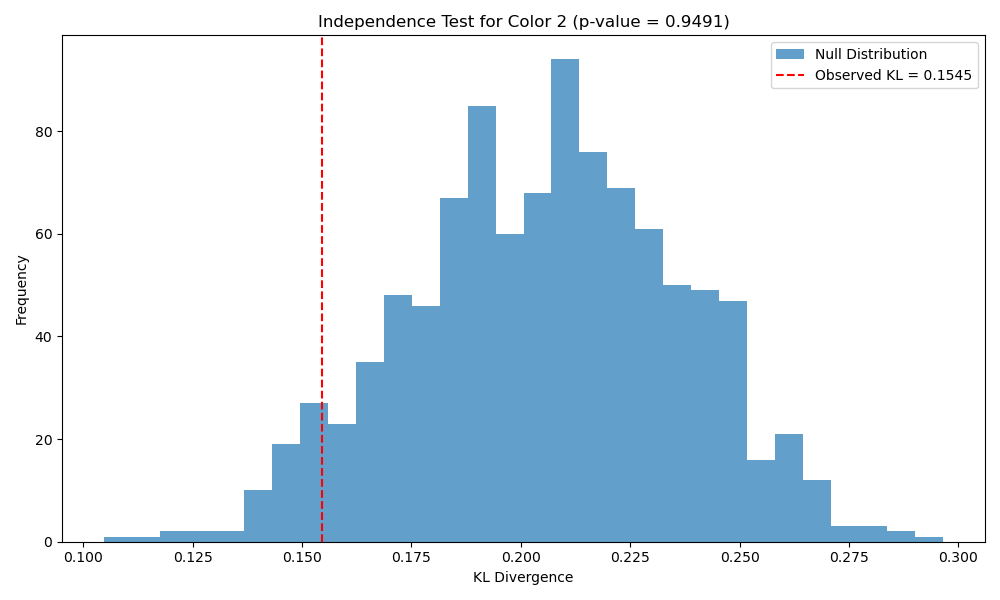 Independence Test for Color 2 (p-value = 0.9491)
Null Distribution
Observed KL = 0.1545
Frequency
80
60
40
20
0
0.100 0.125 0.150 0.175 0.200 0.225 0.250 0.275 0.300
KL Divergence